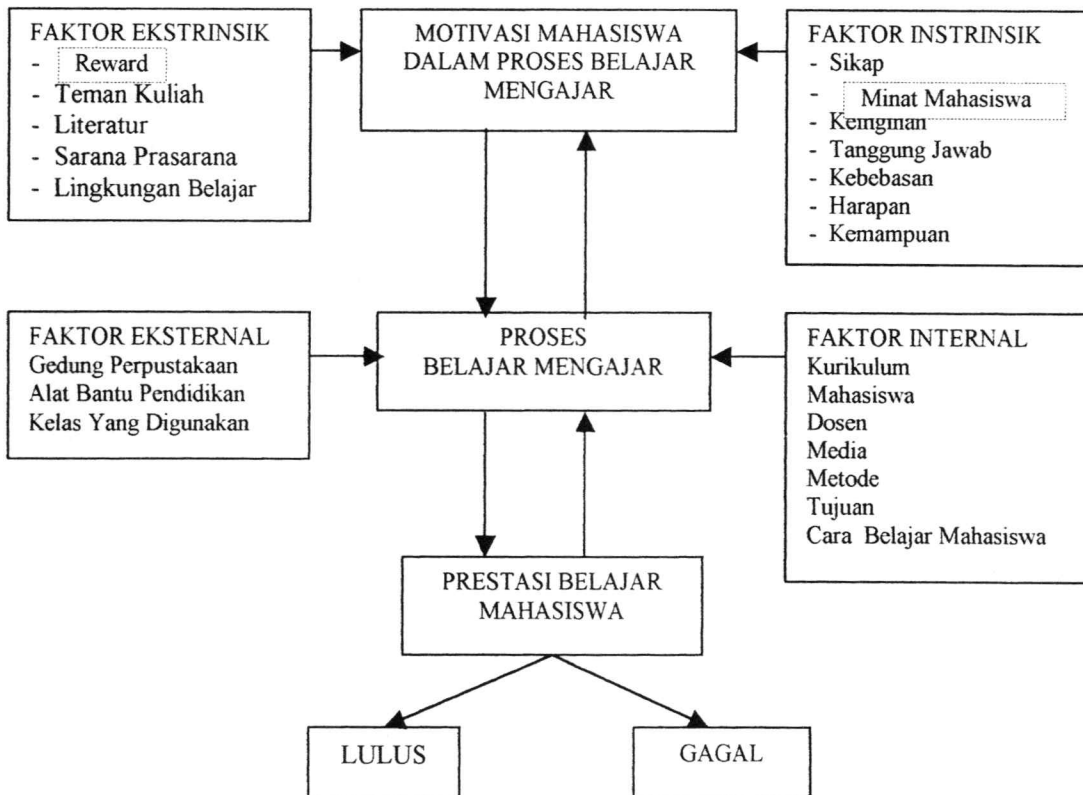 FAKTOR EKSTRINSIK
- Reward
- Teman Kuliah
- Literatur
- Sarana Prasarana
- Lingkungan Belajar
MOTIVASI MAHASISWA
DALAM PROSES BELAJAR
MENGAJAR
FAKTOR INSTRINSIK
- Sikap
- Minat Mahasiswa
- Keinginan
- Tanggung Jawab
- Kebebasan
- Harapan
- Kemampuan
FAKTOR EKSTERNAL
Gedung Perpustakaan
Alat Bantu Pendidikan
Kelas Yang Digunakan
PROSES
BELAJAR MENGAJAR
FAKTOR INTERNAL
Kurikulum
Mahasiswa
Dosen
Media
Metode
Tujuan
Cara Belajar Mahasiswa
PRESTASI BELAJAR
MAHASISWA
LULUS
GAGAL